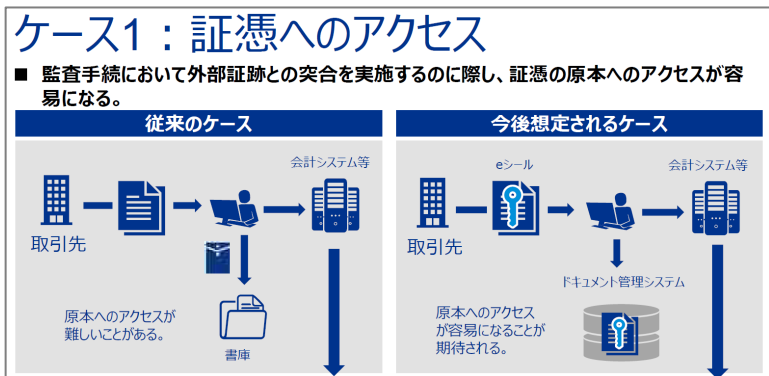 ケース1：証憑へのアクセス
■ 監査手続において外部証跡との突合を実施するのに際し、証憑の原本へのアクセスが容
易になる。
従来のケース
会計システム等
取引先
原本へのアクセスが
難しいことがある。
書庫
今後想定されるケース
eシール
会計システム等
取引先
ドキュメント管理システム
原本へのアクセス
が容易になることが
期待される。